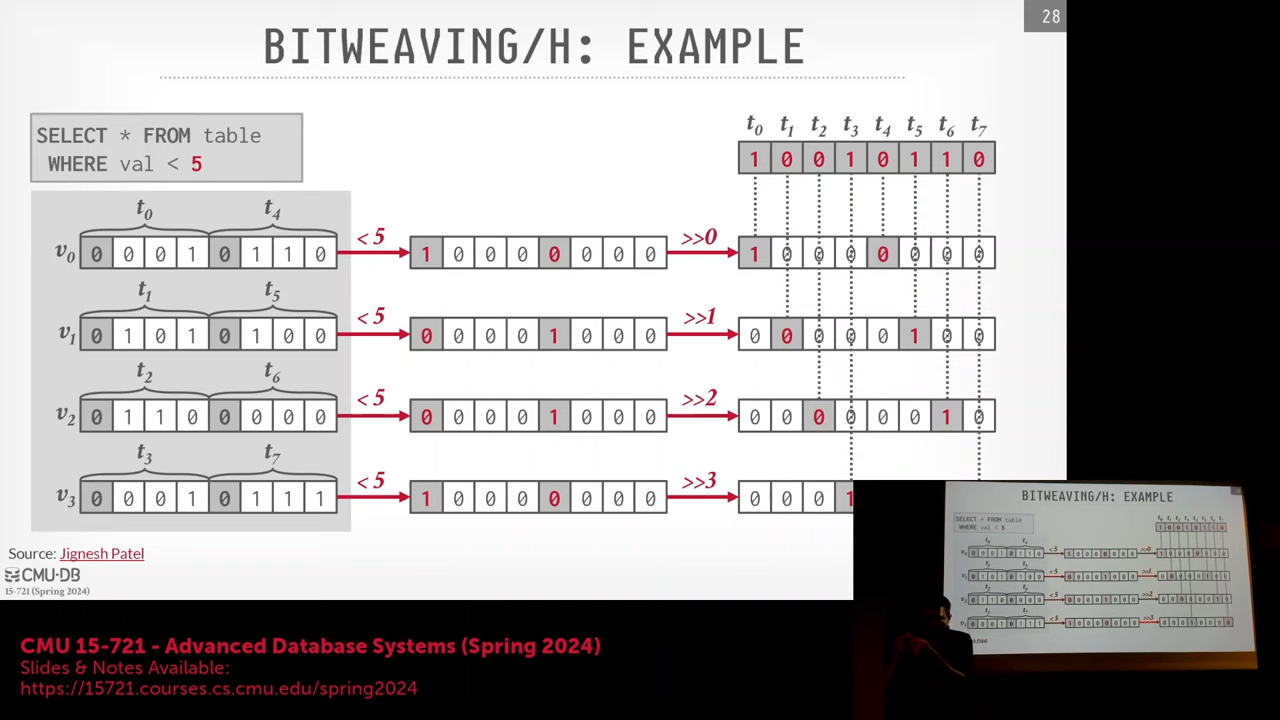 28
BITWEAVING/H: EXAMPLE
SELECT * FROM table
WHERE val < 5
t0 t1 t2 t3 t4 t5 t6 t7
1 0 0 1 0 1 1 0
t0 t4
v0 0 0 0 1 0 1 1 0 < 5 1 0 0 0 0 0 0 0 >>0 1 0 0 0 0 0 0 0
t1 t5
v1 0 1 0 1 0 1 0 0 < 5 0 0 0 0 1 0 0 0 >>1 0 0 0 0 0 1 0 0
t2 t6
v2 0 1 1 0 0 0 0 0 < 5 0 0 0 0 1 0 0 0 >>2 0 0 0 0 0 0 1 0
t3 t7
v3 0 0 0 1 0 1 1 1 < 5 1 0 0 0 0 0 0 0 >>3 0 0 0 1
Source: Jignesh Patel
CMU·DB
15-721 (Spring 2024)
BITWEAVING/H: EXAMPLE
SELECT * FROM table
WHERE val < 5
CMU 15-721 - Advanced Database Systems (Spring 2024)
Slides & Notes Available:
https://15721.courses.cs.cmu.edu/spring2024